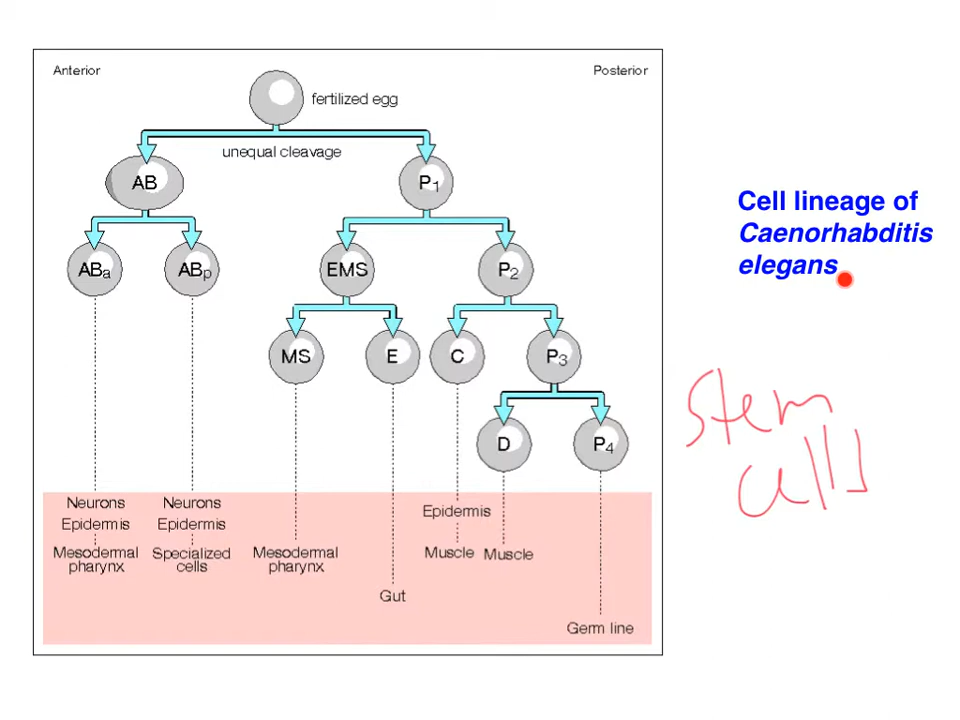 Anterior
Posterior
fertilized egg
unequal cleavage
AB
P1
ABa
ABp
EMS
P2
MS
E
C
P3
D
P4
Neurons
Epidermis
Mesodermal
pharynx
Neurons
Epidermis
Specialized
cells
Mesodermal
pharynx
Gut
Epidermis
Muscle
Muscle
Germ line
Cell lineage of
Caenorhabditis
elegans
Stem
cells